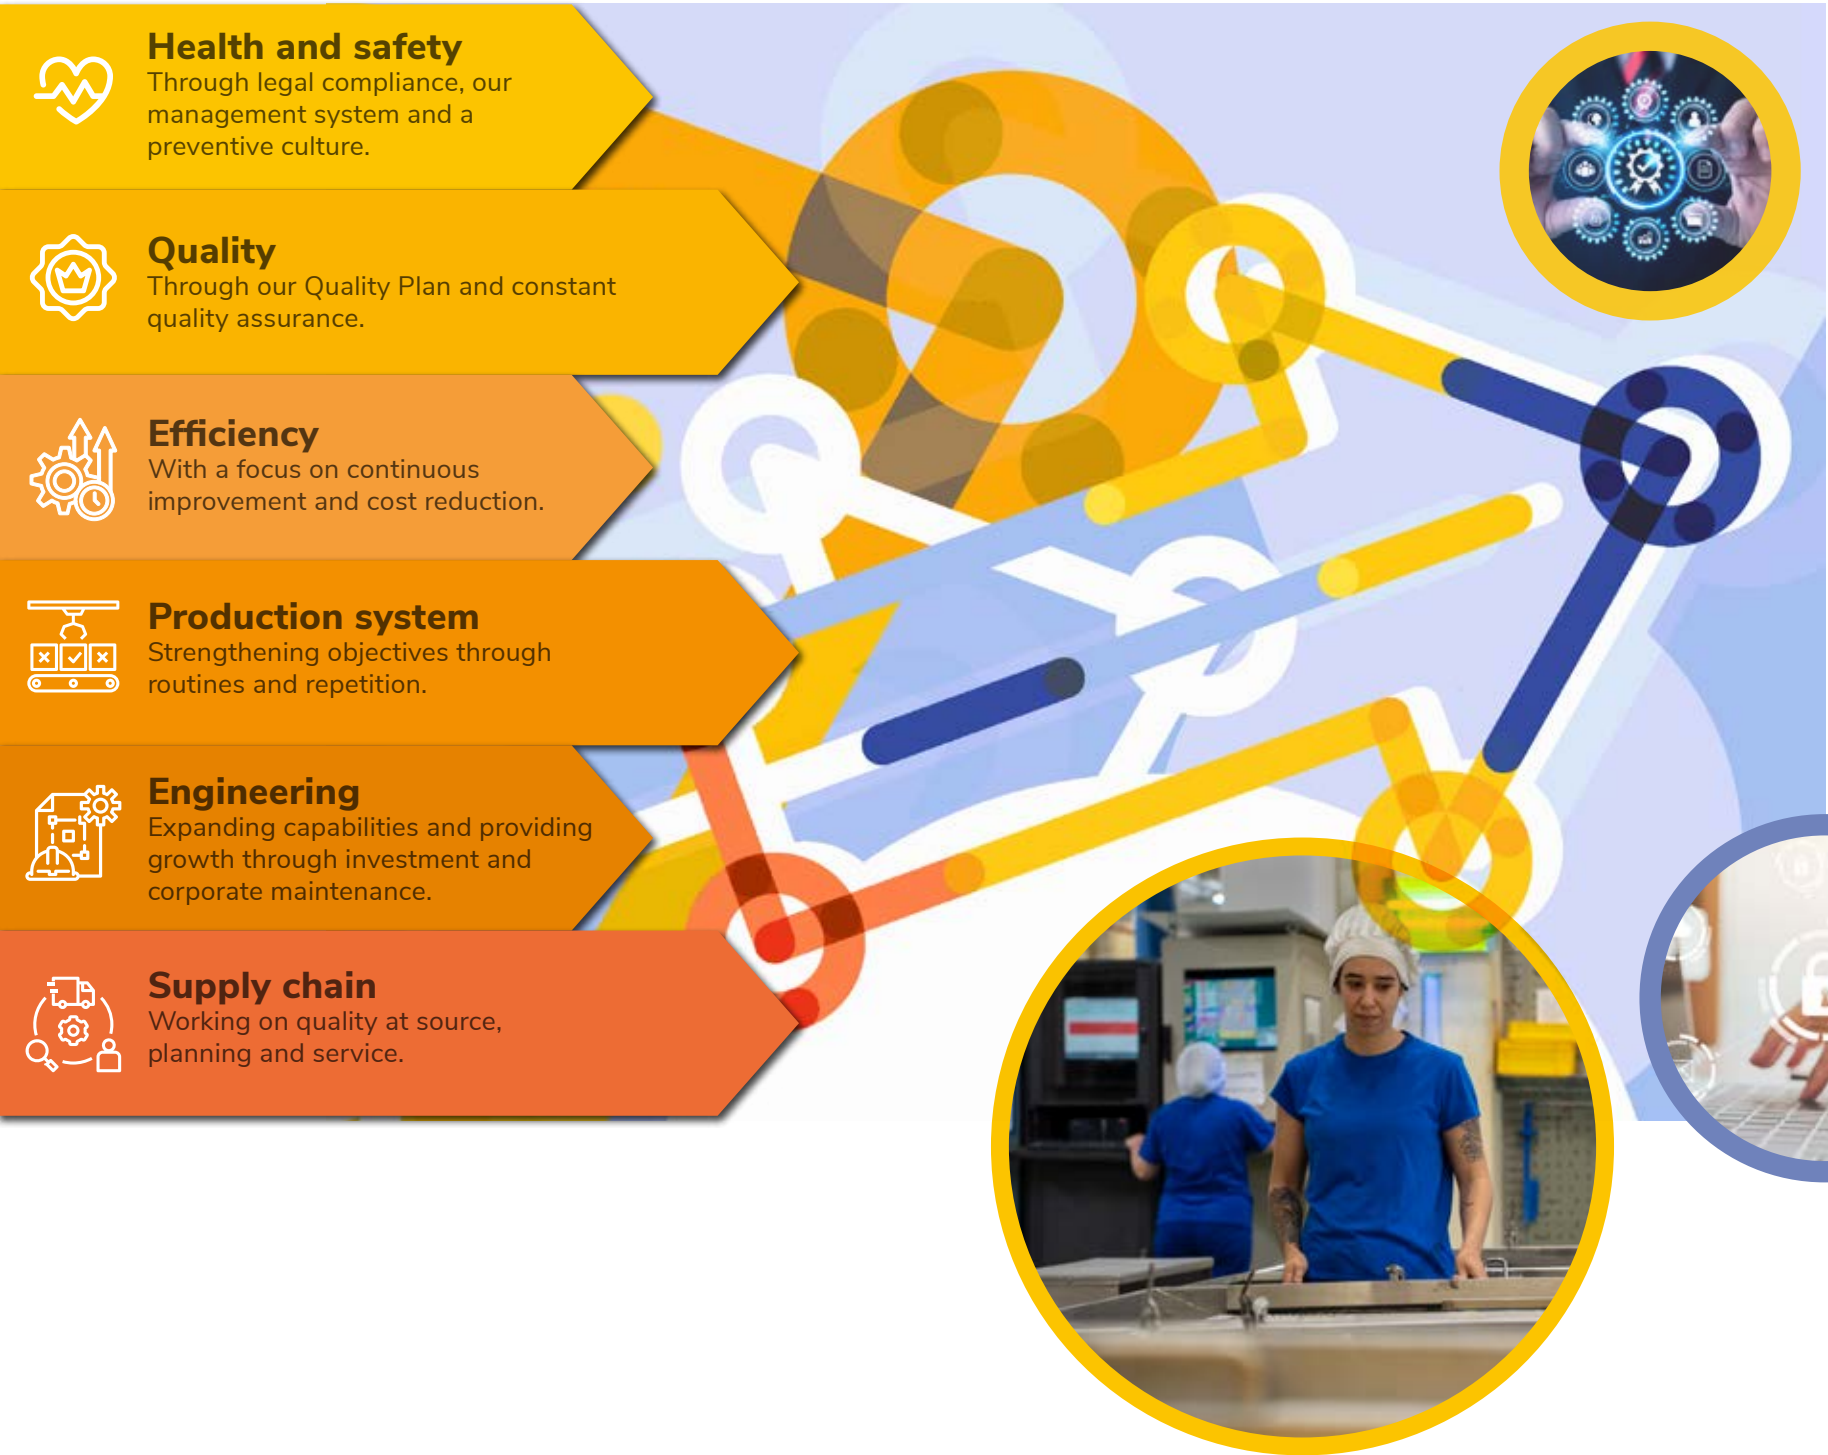 Health and safety
Through legal compliance, our
management system and a
preventive culture.
Quality
Through our Quality Plan and constant
quality assurance.
Efficiency
With a focus on continuous
improvement and cost reduction.
Production system
Strengthening objectives through
routines and repetition.
Engineering
Expanding capabilities and providing
growth through investment and
corporate maintenance.
Supply chain
Working on quality at source,
planning and service.